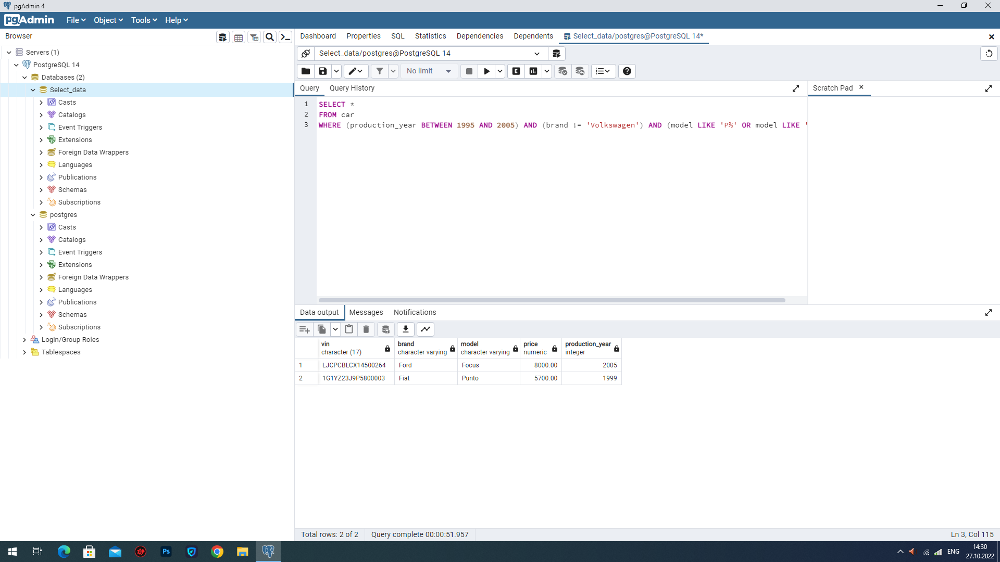 pgAdmin 4
pgAdmin File Object Tools Help
Browser
Dashboard Properties SQL Statistics Dependencies Dependents Select_data/postgres@PostgreSQL 14*
Servers (1)
PostgreSQL 14
Databases (2)
Select_data
Casts
Catalogs
Event Triggers
Extensions
Foreign Data Wrappers
Languages
Publications
Schemas
Subscriptions
postgres
Casts
Catalogs
Event Triggers
Extensions
Foreign Data Wrappers
Languages
Publications
Schemas
Subscriptions
Login/Group Roles
Tablespaces
Select_data/postgres@PostgreSQL 14
No limit
E
Query Query History
Scratch Pad
1 SELECT *
2 FROM car
3 WHERE (production_year BETWEEN 1995 AND 2005) AND (brand != 'Volkswagen') AND (model LIKE 'P%' OR model LIKE '
Data output Messages Notifications
vin brand model price production_year
character (17) character varying character varying numeric integer
1 LJCPCBLCX14500264 Ford Focus 8000.00 2005
2 1G1YZ23J9P5800003 Fiat Punto 5700.00 1999
Total rows: 2 of 2 Query complete 00:00:51.957 Ln 3, Col 115
Ps
ENG
14:30
27.10.2022